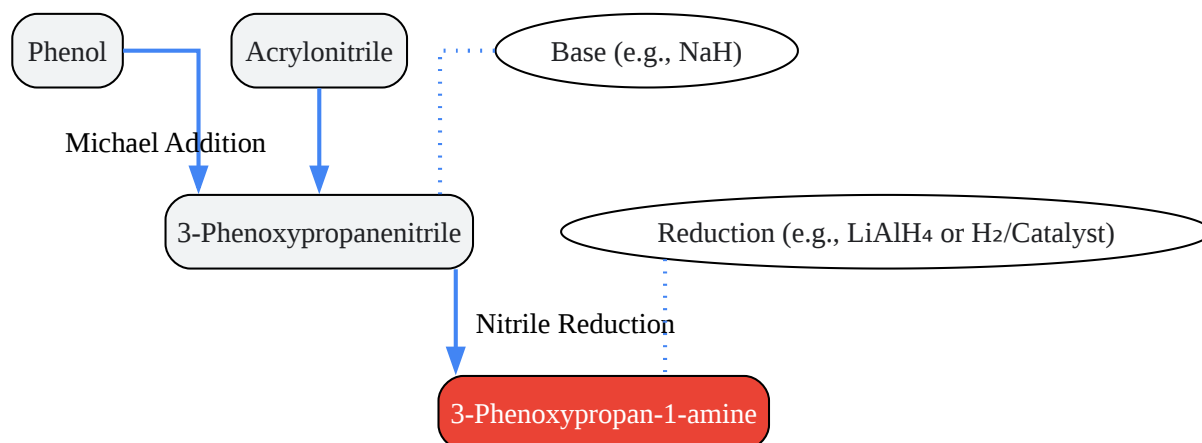 Phenol
Acrylonitrile
Base (e.g., NaH)
Michael Addition
3-Phenoxypropanenitrile
Reduction (e.g., LiAlH₄ or H₂/Catalyst)
Nitrile Reduction
3-Phenoxypropan-1-amine